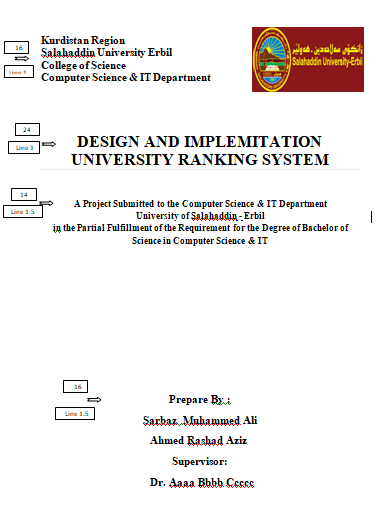 Kurdistan Region
Salahaddin University Erbil
College of Science
Computer Science & IT Department
16
Line 1
زانكۆی سەلاحەددین - هەولێر
Salahaddin University-Erbil
24
Line 1
DESIGN AND IMPLEMITATION
UNIVERSITY RANKING SYSTEM
14
Line 1.5
A Project Submitted to the Computer Science & IT Department
University of Salahaddin - Erbil
in the Partial Fulfillment of the Requirement for the Degree of Bachelor of
Science in Computer Science & IT
16
Line 1.5
Prepare By :
Sarbaz Muhammed Ali
Ahmed Rashad Aziz
Supervisor:
Dr. Aaaa Bbbb Ccccc